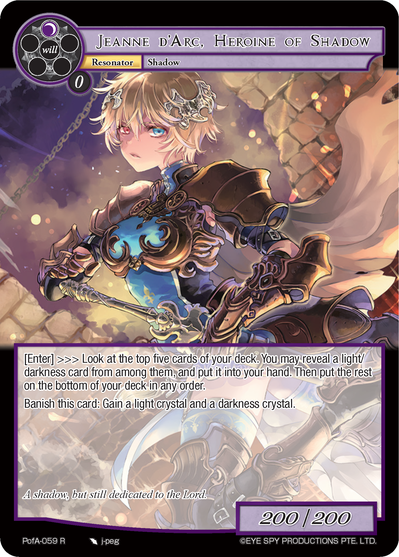 Jeanne d'Arc, Heroine of Shadow
will
Resonator Shadow
0
[Enter] >>> Look at the top five cards of your deck. You may reveal a light/
darkness card from among them, and put it into your hand. Then put the rest
on the bottom of your deck in any order.
Banish this card: Gain a light crystal and a darkness crystal.
A shadow, but still dedicated to the Lord.
200/200
PofA-059 R j-peg ©EYE SPY PRODUCTIONS PTE. LTD.